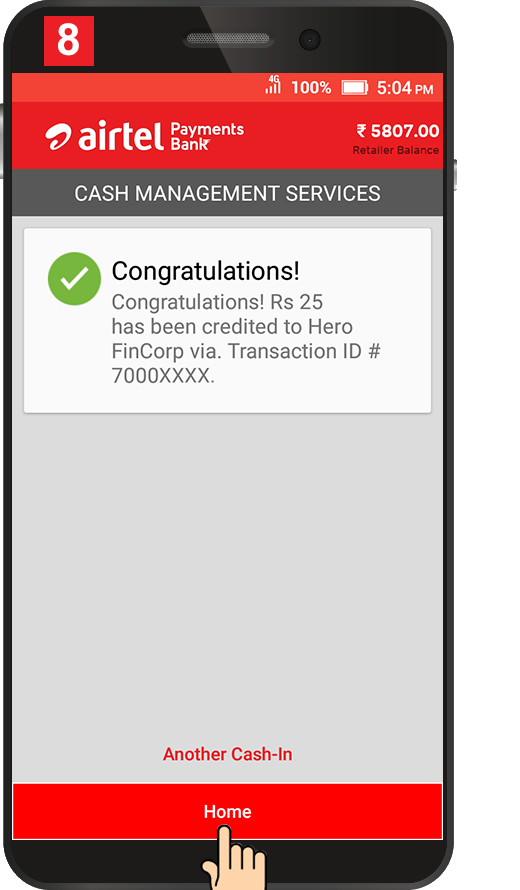 8
4G 100% 5:04 PM
airtel Payments Bank
₹ 5807.00
Retailer Balance
CASH MANAGEMENT SERVICES
Congratulations!
Congratulations! Rs 25
has been credited to Hero
FinCorp via. Transaction ID #
7000XXXX.
Another Cash-In
Home